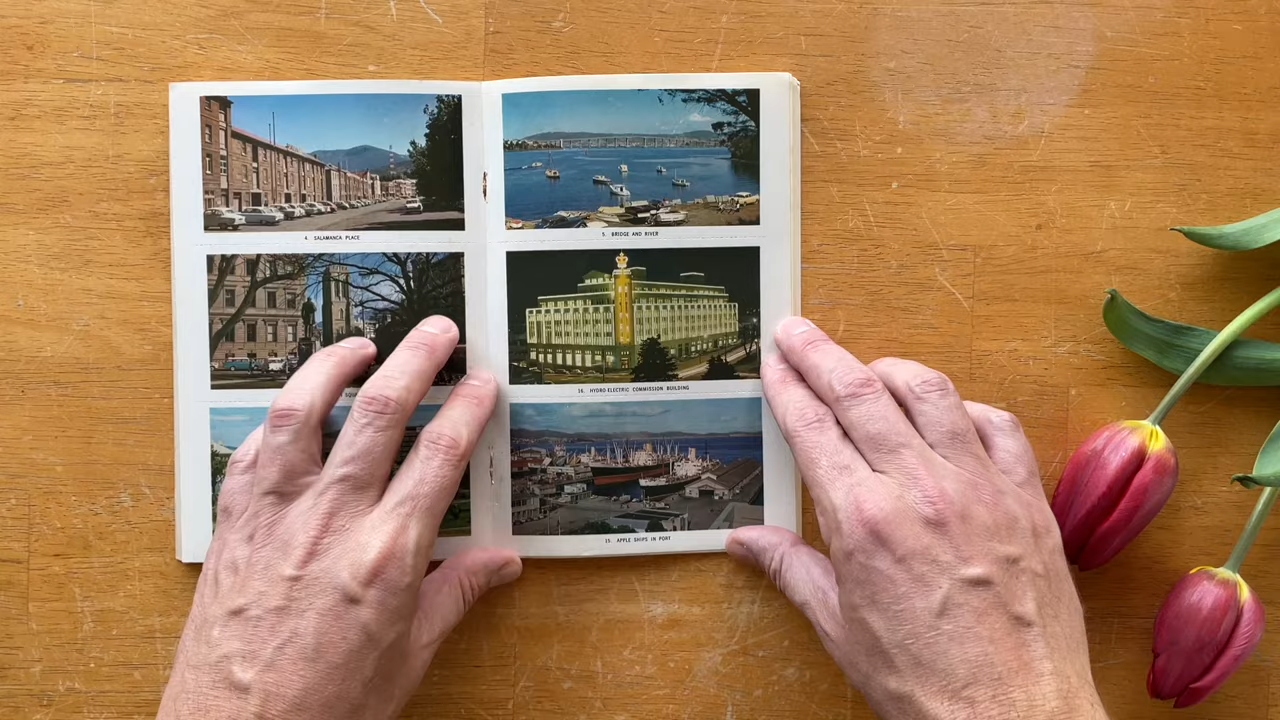 4. SALAMANCA PLACE
5. BRIDGE AND RIVER
16. HYDRO-ELECTRIC COMMISSION BUILDING
15. APPLE SHIPS IN PORT